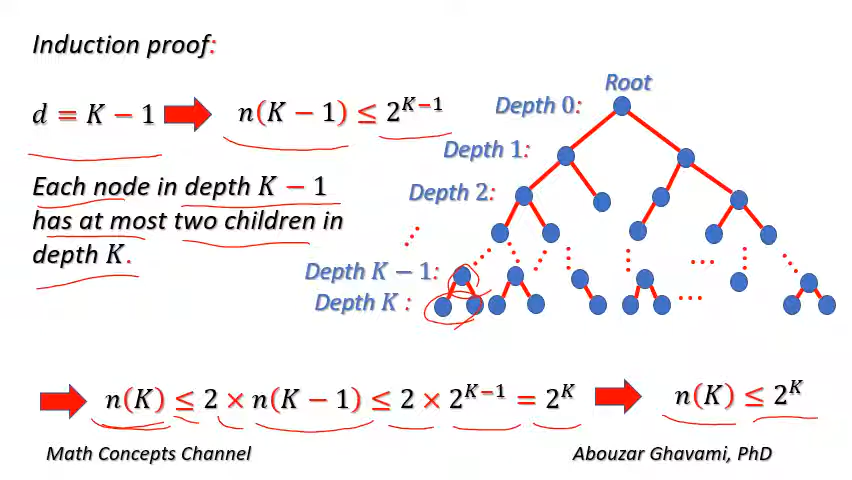 Induction proof:
d = K − 1 n(K − 1) ≤ 2^{K−1}
Each node in depth K − 1
has at most two children in
depth K.
Root
Depth 0:
Depth 1:
Depth 2:
Depth K − 1:
Depth K :
n(K) ≤ 2 × n(K − 1) ≤ 2 × 2^{K−1} = 2^K n(K) ≤ 2^K
Math Concepts Channel
Abouzar Ghavami, PhD